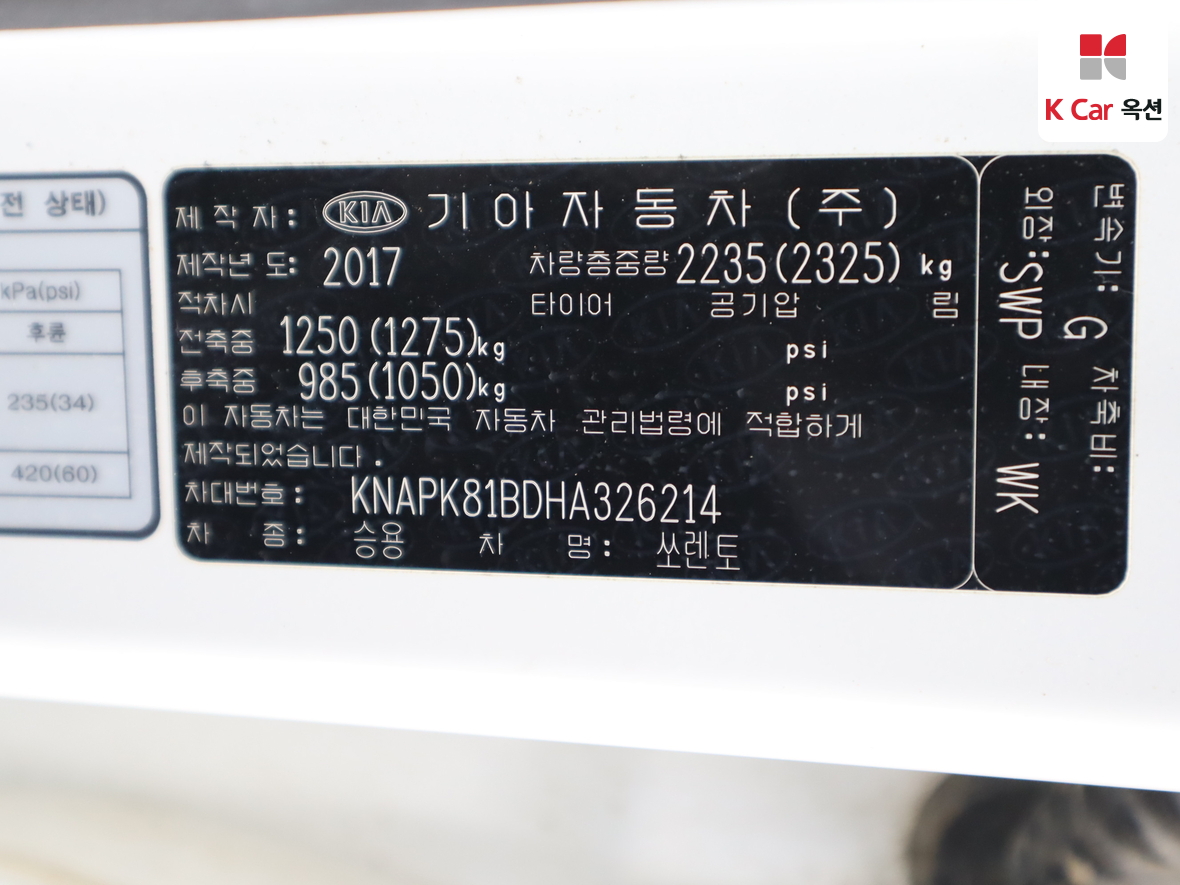 K Car 옥션
전 상태)
kPa(psi)
후륜
235(34)
420(60)
제 작 자 : KIA 기 아 자 동 차 ( 주 )
제작년 도: 2017 차량총중량 2235(2325) kg
적차시 타이어 공기압 림
전축중 1250 (1275)kg psi
후축중 985(1050)kg psi
이 자동차는 대한민국 자동차 관리법령에 적합하게
제작되었습니다 .
차대번호 : KNAPK81BDHA326214
차 종 : 승용 차 명 : 쏘렌토
변속기: G 차축비:
외장:SWP 내장: WK